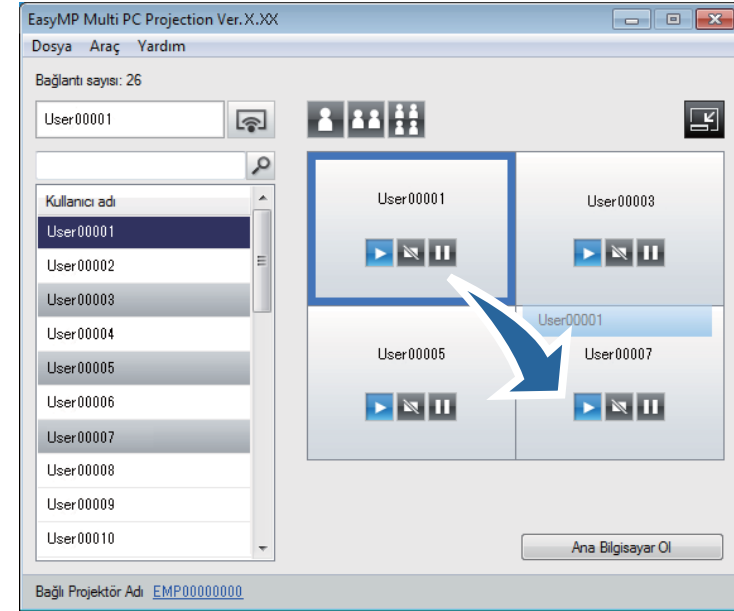 EasyMP Multi PC Projection Ver.X.XX
Dosya Araç Yardım
Bağlantı sayısı: 26
User00001
Kullanıcı adı
User00001
User00002
User00003
User00004
User00005
User00006
User00007
User00008
User00009
User00010
User00001
User00003
User00001
User00005
User00007
Ana Bilgisayar Ol
Bağlı Projektör Adı EMP00000000